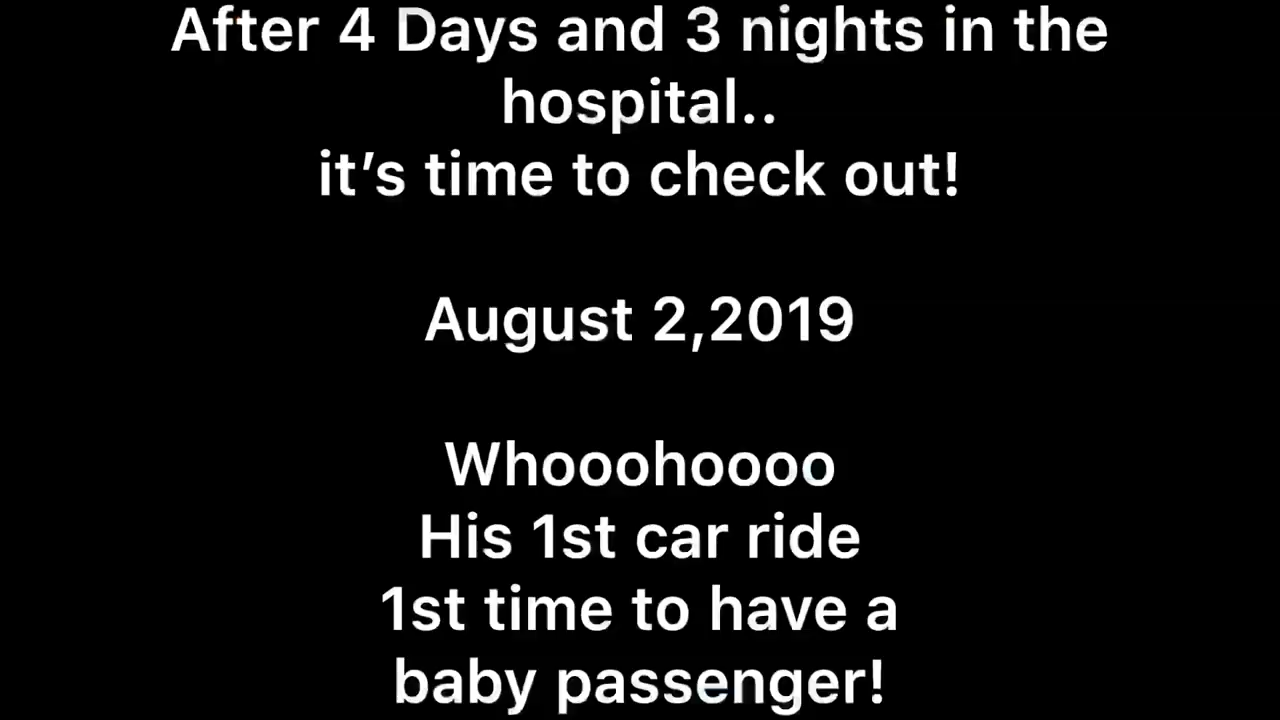 After 4 Days and 3 nights in the
hospital..
it’s time to check out!
August 2,2019
Whooohoooo
His 1st car ride
1st time to have a
baby passenger!